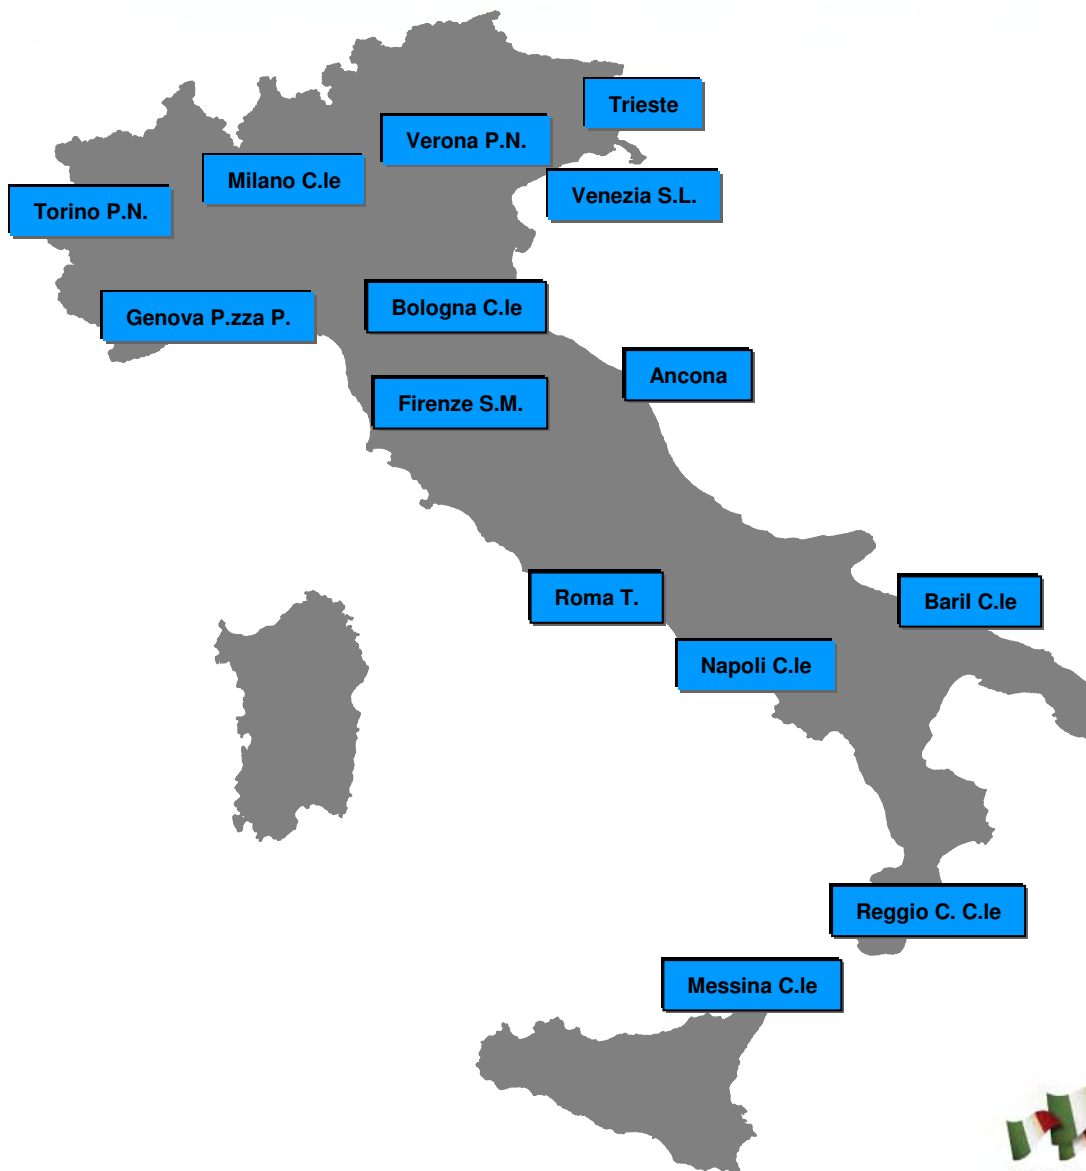 Trieste
Verona P.N.
Milano C.le
Venezia S.L.
Torino P.N.
Bologna C.le
Genova P.zza P.
Ancona
Firenze S.M.
Roma T.
Baril C.le
Napoli C.le
Reggio C. C.le
Messina C.le